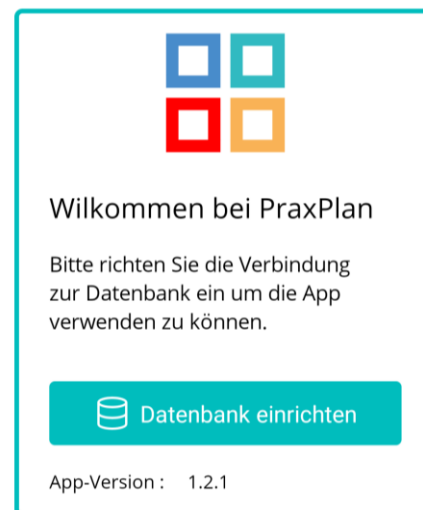 Wilkommen bei PraxPlan
Bitte richten Sie die Verbindung
zur Datenbank ein um die App
verwenden zu können.
Datenbank einrichten
App-Version : 1.2.1